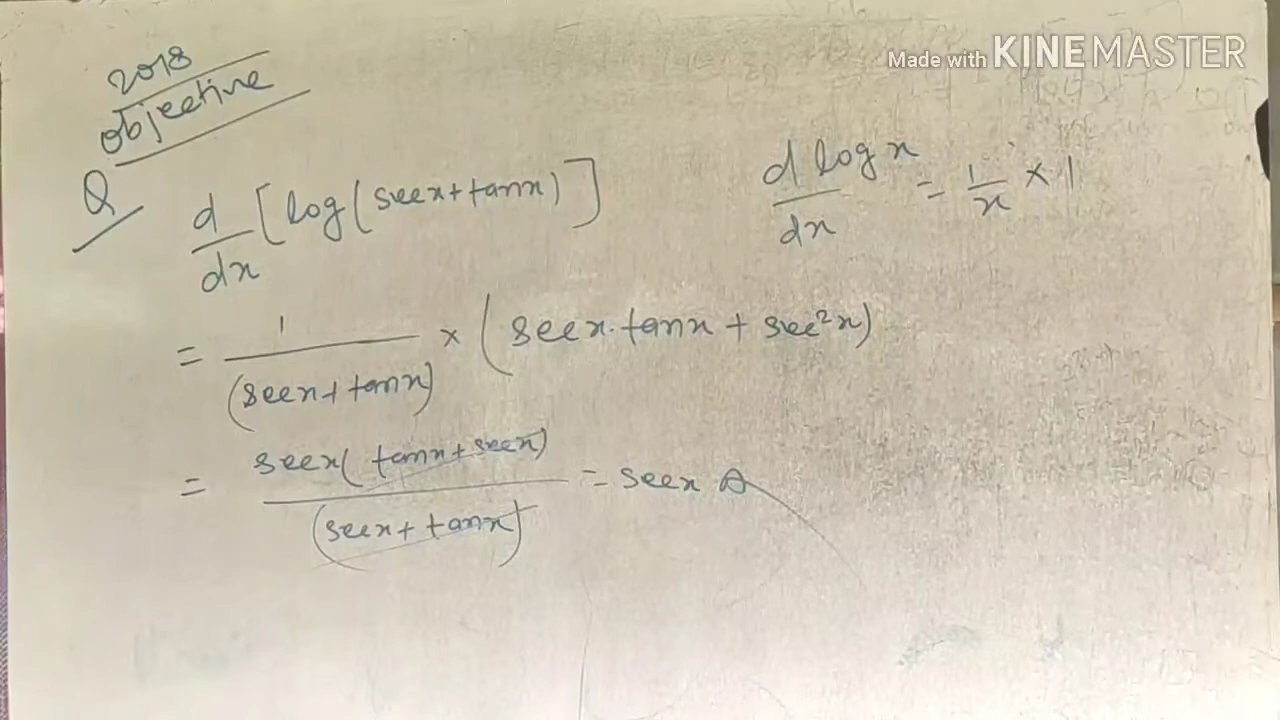 Made with KINEMASTER
2018
Objective
Q d/dx [log(secx+tanx)]
d log x/dx = 1/x × 1
= 1/(secx+tanx) × (secx.tanx + sec²x)
= secx(tanx+secx)/(secx+tanx) = secx A